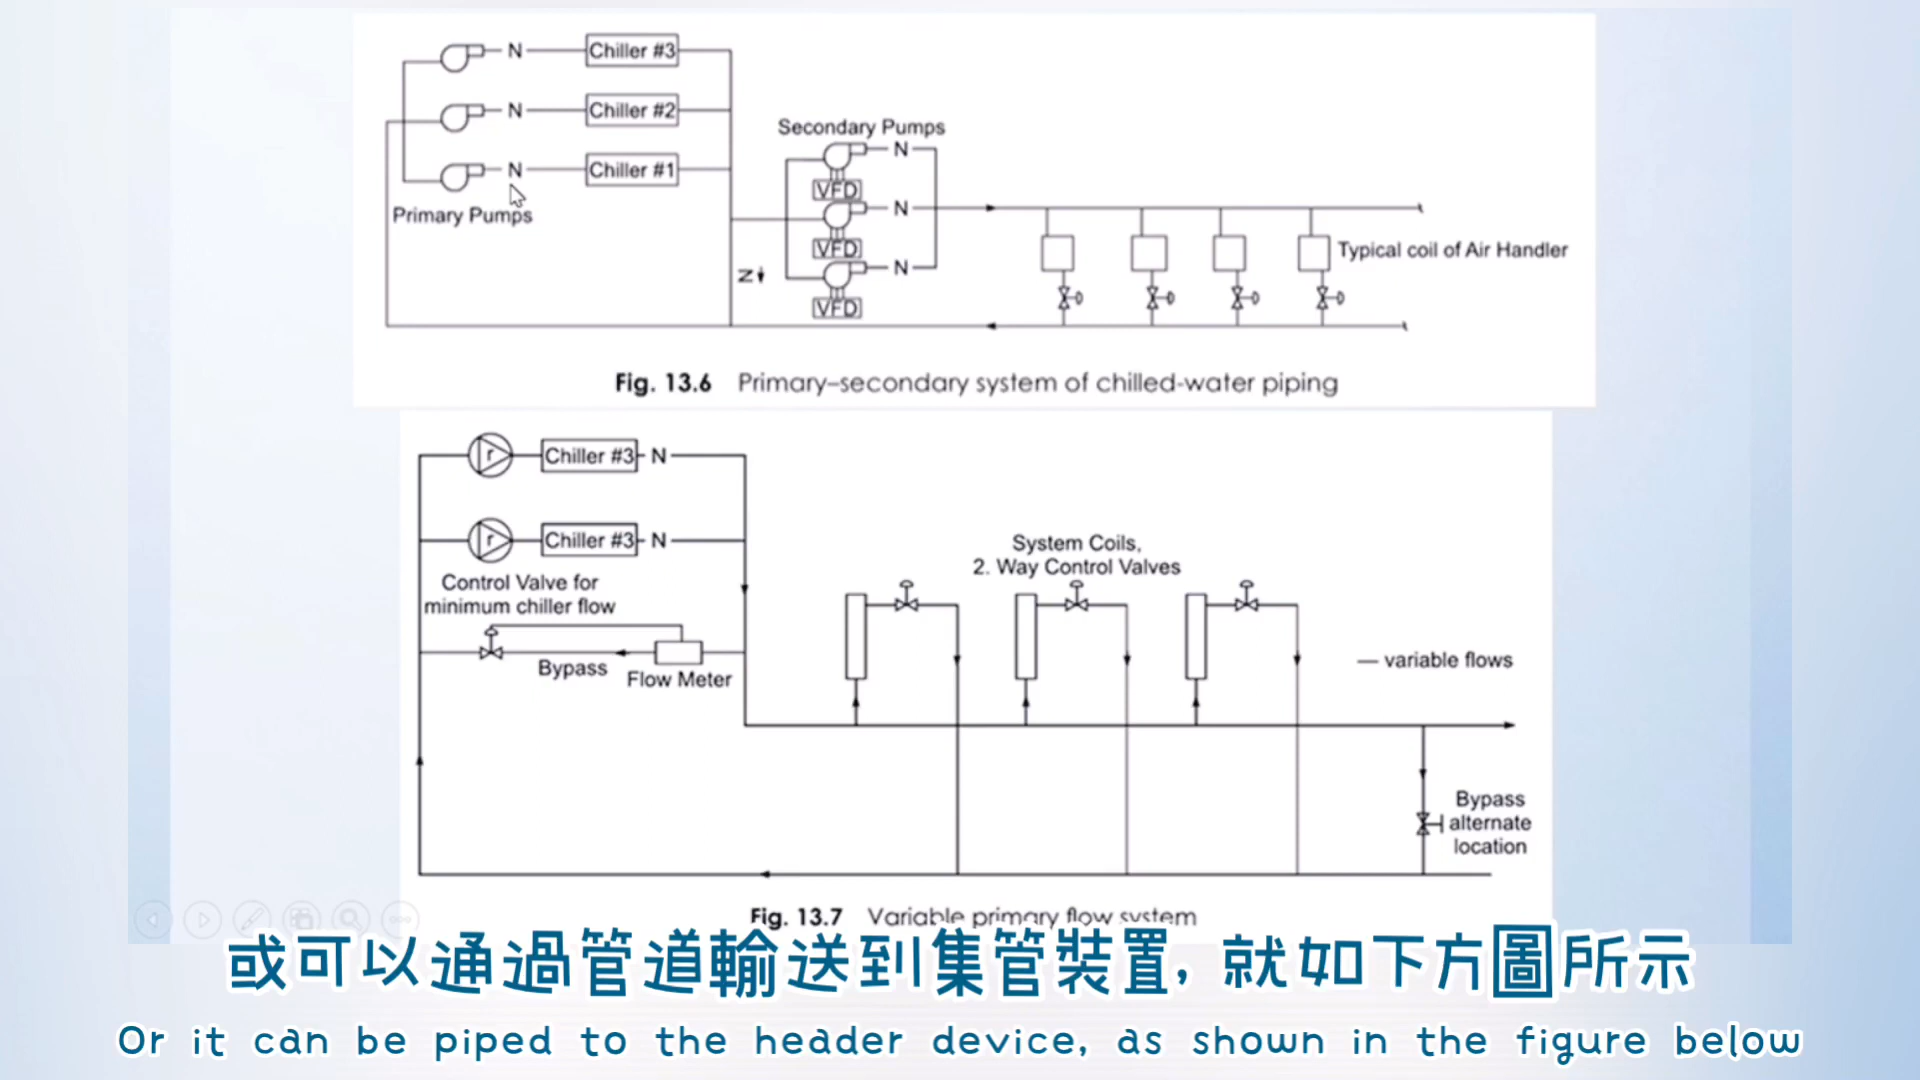 N Chiller #3
N Chiller #2
Secondary Pumps
N
N Chiller #1
VFD
Primary Pumps
N
VFD
Typical coil of Air Handler
N
N
VFD
Fig. 13.6 Primary–secondary system of chilled-water piping
r Chiller #3 N
r Chiller #3 N
System Coils,
2. Way Control Valves
Control Valve for
minimum chiller flow
Bypass
Flow Meter
— variable flows
Bypass
alternate
location
Fig. 13.7 Variable primary flow system
或可以通過管道輸送到集管裝置，就如下方圖所示
Or it can be piped to the header device, as shown in the figure below